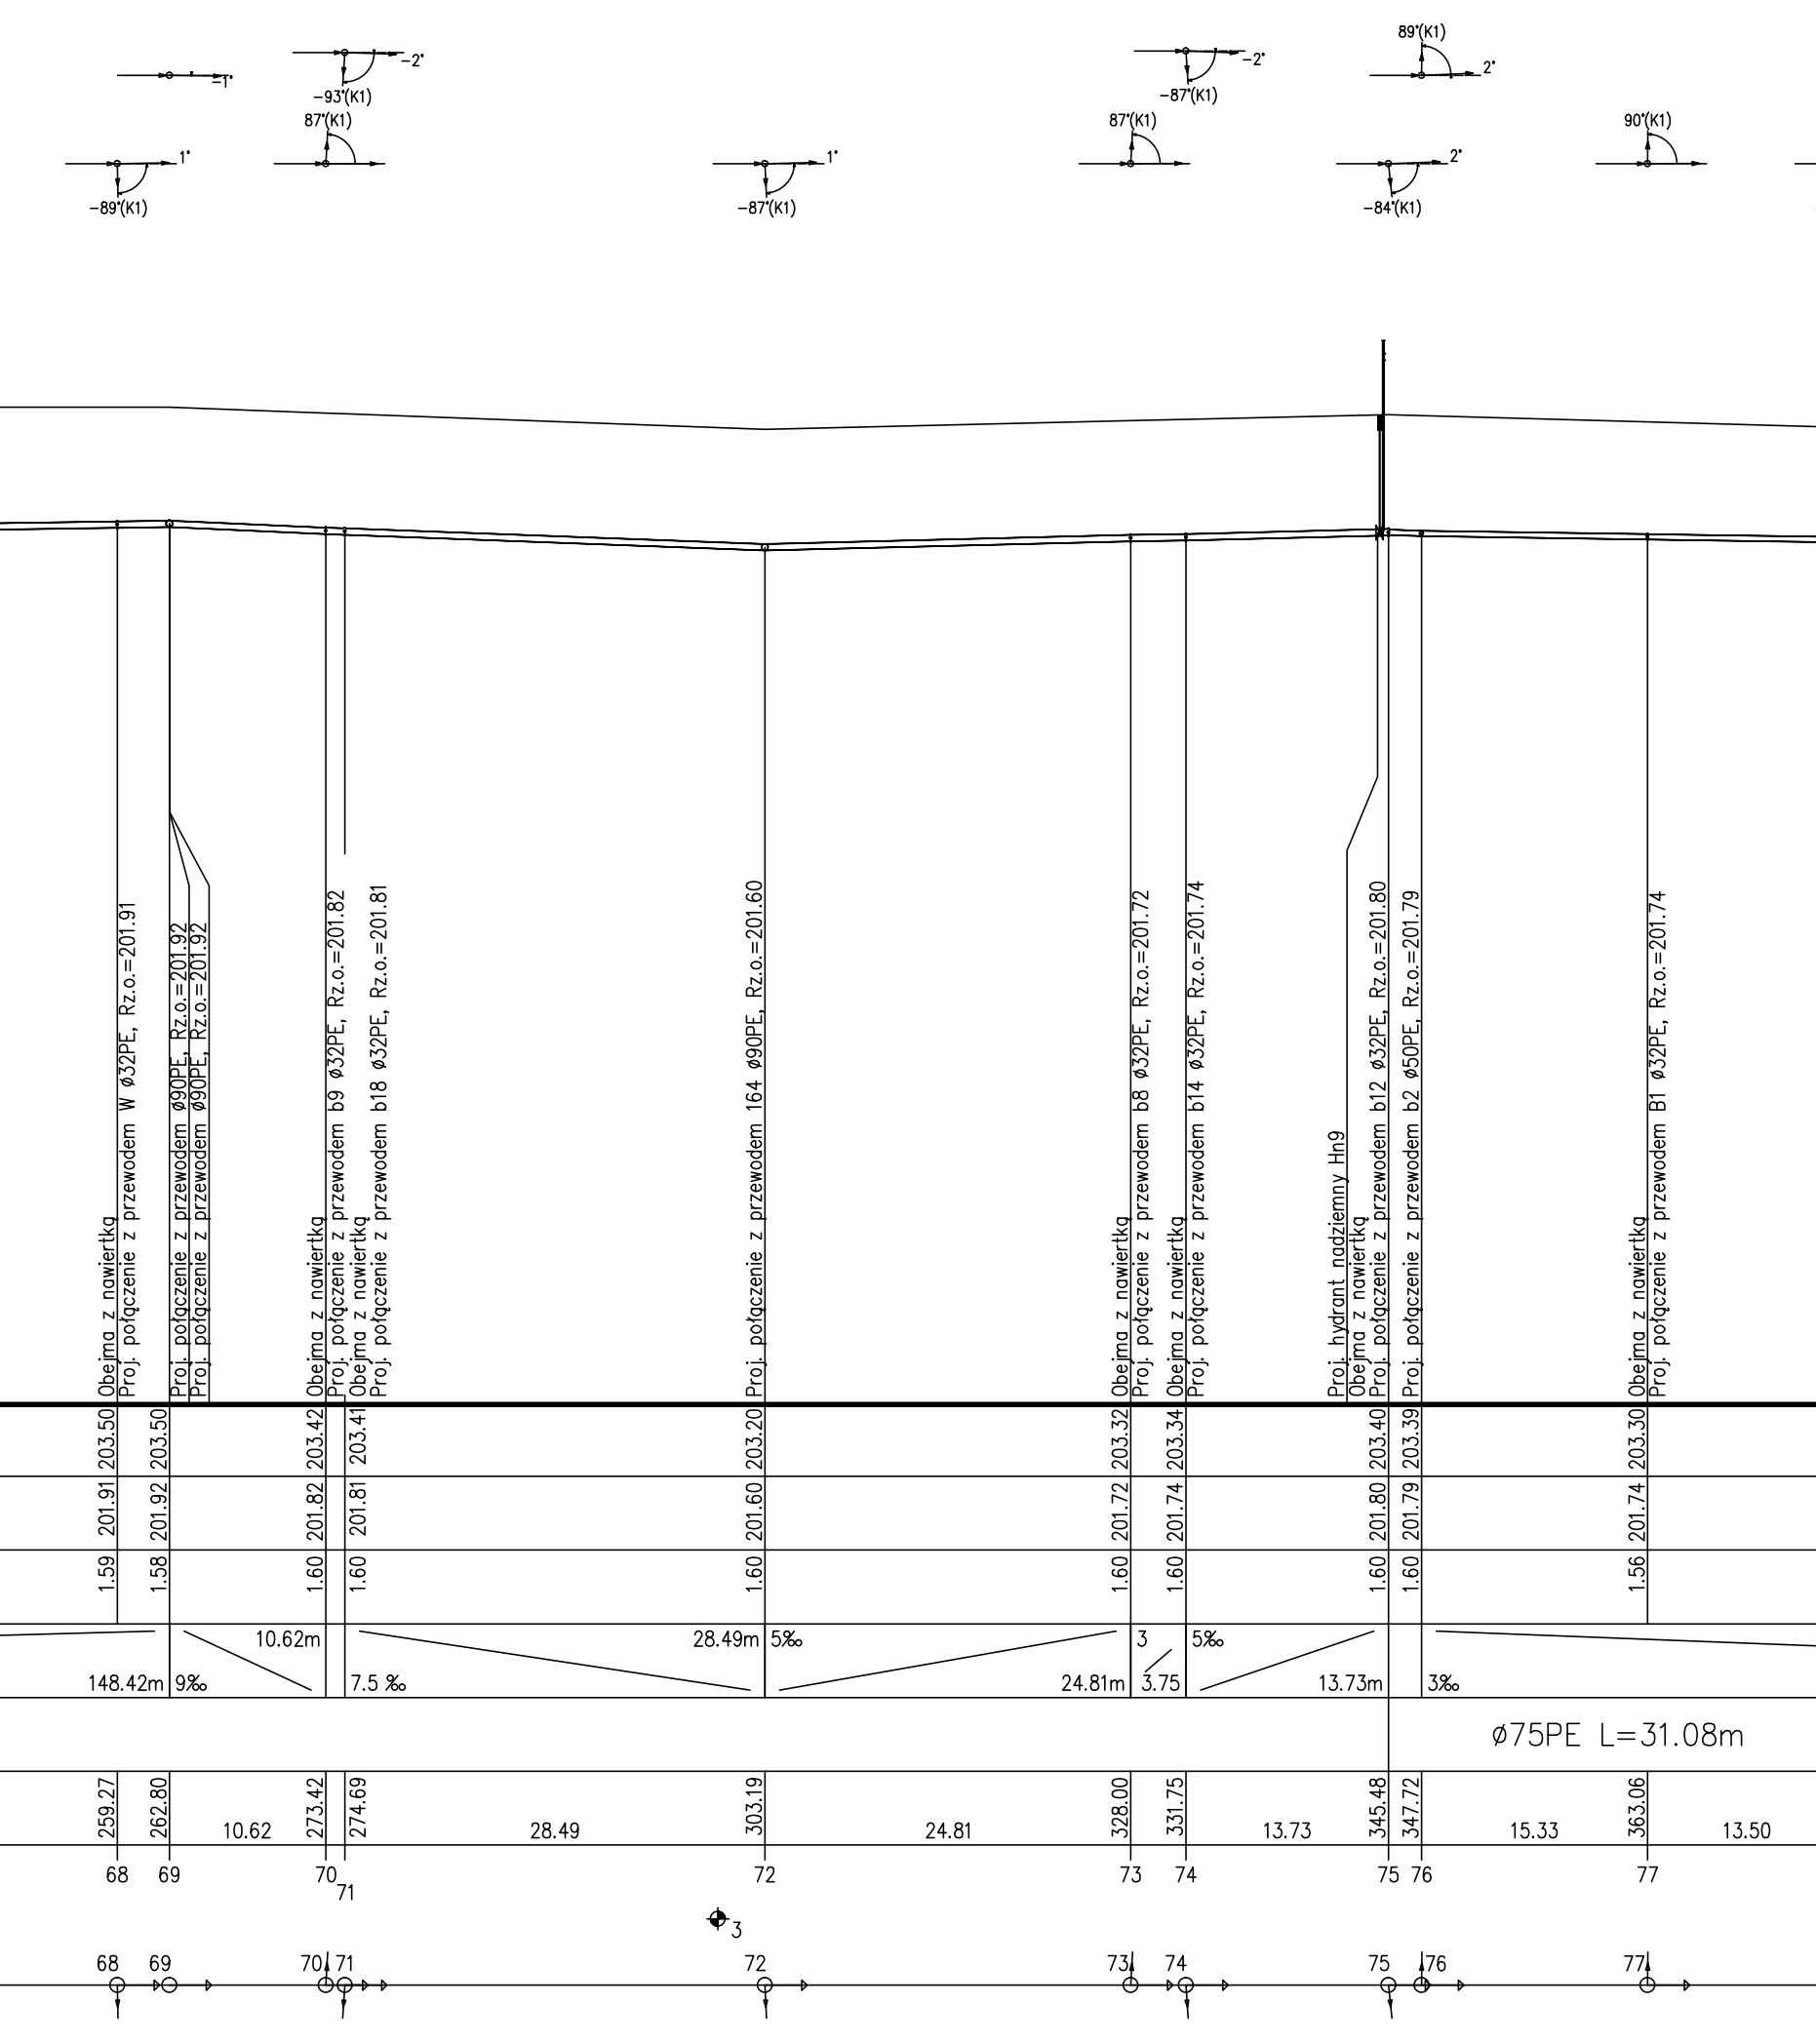 89°(K1)
-2°
-2°
2°
-1°
-93°(K1)
-87°(K1)
87°(K1)
87°(K1)
90°(K1)
1°
1°
2°
-89°(K1)
-87°(K1)
-84°(K1)
Obejma z nawiertką
Proj. połączenie z przewodem W ø32PE, Rz.o.=201.91
Proj. połączenie z przewodem ø90PE, Rz.o.=201.92
Proj. połączenie z przewodem ø90PE, Rz.o.=201.92
Obejma z nawiertką
Proj. połączenie z przewodem b9 ø32PE, Rz.o.=201.82
Obejma z nawiertką
Proj. połączenie z przewodem b18 ø32PE, Rz.o.=201.81
Proj. połączenie z przewodem 164 ø90PE, Rz.o.=201.60
Obejma z nawiertką
Proj. połączenie z przewodem b8 ø32PE, Rz.o.=201.72
Obejma z nawiertką
Proj. połączenie z przewodem b14 ø32PE, Rz.o.=201.74
Proj. hydrant nadziemny Hn9
Obejma z nawiertką
Proj. połączenie z przewodem b12 ø32PE, Rz.o.=201.80
Proj. połączenie z przewodem b2 ø50PE, Rz.o.=201.79
Obejma z nawiertką
Proj. połączenie z przewodem B1 ø32PE, Rz.o.=201.74
203.50 203.50 203.42 203.41 203.20 203.32 203.34 203.40 203.39 203.30
201.91 201.92 201.82 201.81 201.60 201.72 201.74 201.80 201.79 201.74
1.59 1.58 1.60 1.60 1.60 1.60 1.60 1.60 1.60 1.56
10.62m 28.49m 5‰ 3 5‰
148.42m 9‰ 7.5 ‰ 24.81m 3.75 13.73m 3‰
ø75PE L=31.08m
259.27 262.80 273.42 274.69 303.19 328.00 331.75 345.48 347.72 363.06
10.62 28.49 24.81 13.73 15.33 13.50
68 69 70 71 72 73 74 75 76 77
3
68 69 70 71 72 73 74 75 76 77